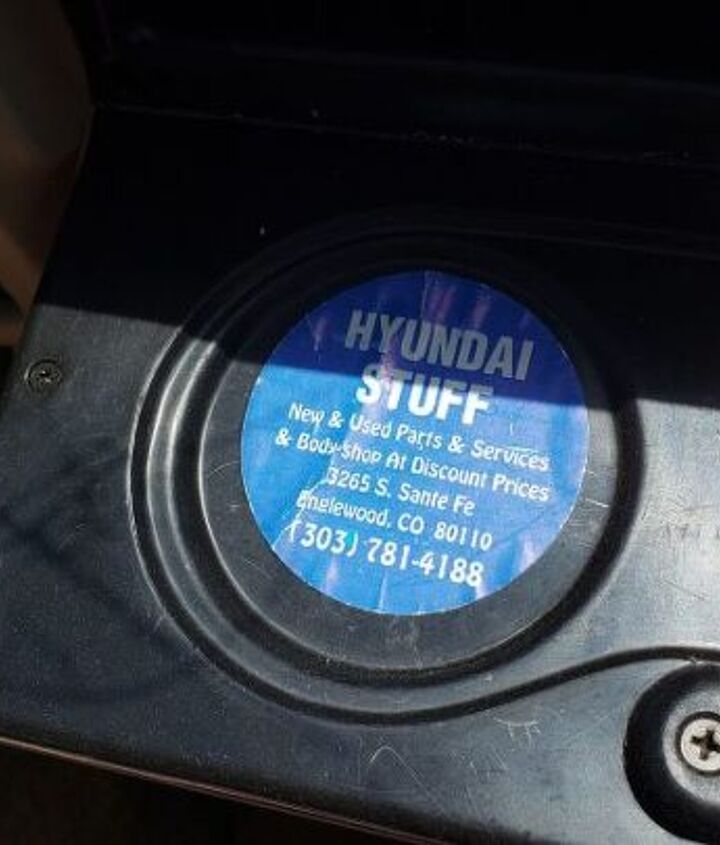 HYUNDAI
STUFF
New & Used Parts & Services
& Body-shop At Discount Prices
3265 S. Sante Fe
Englewood, CO 80110
(303) 781-4188